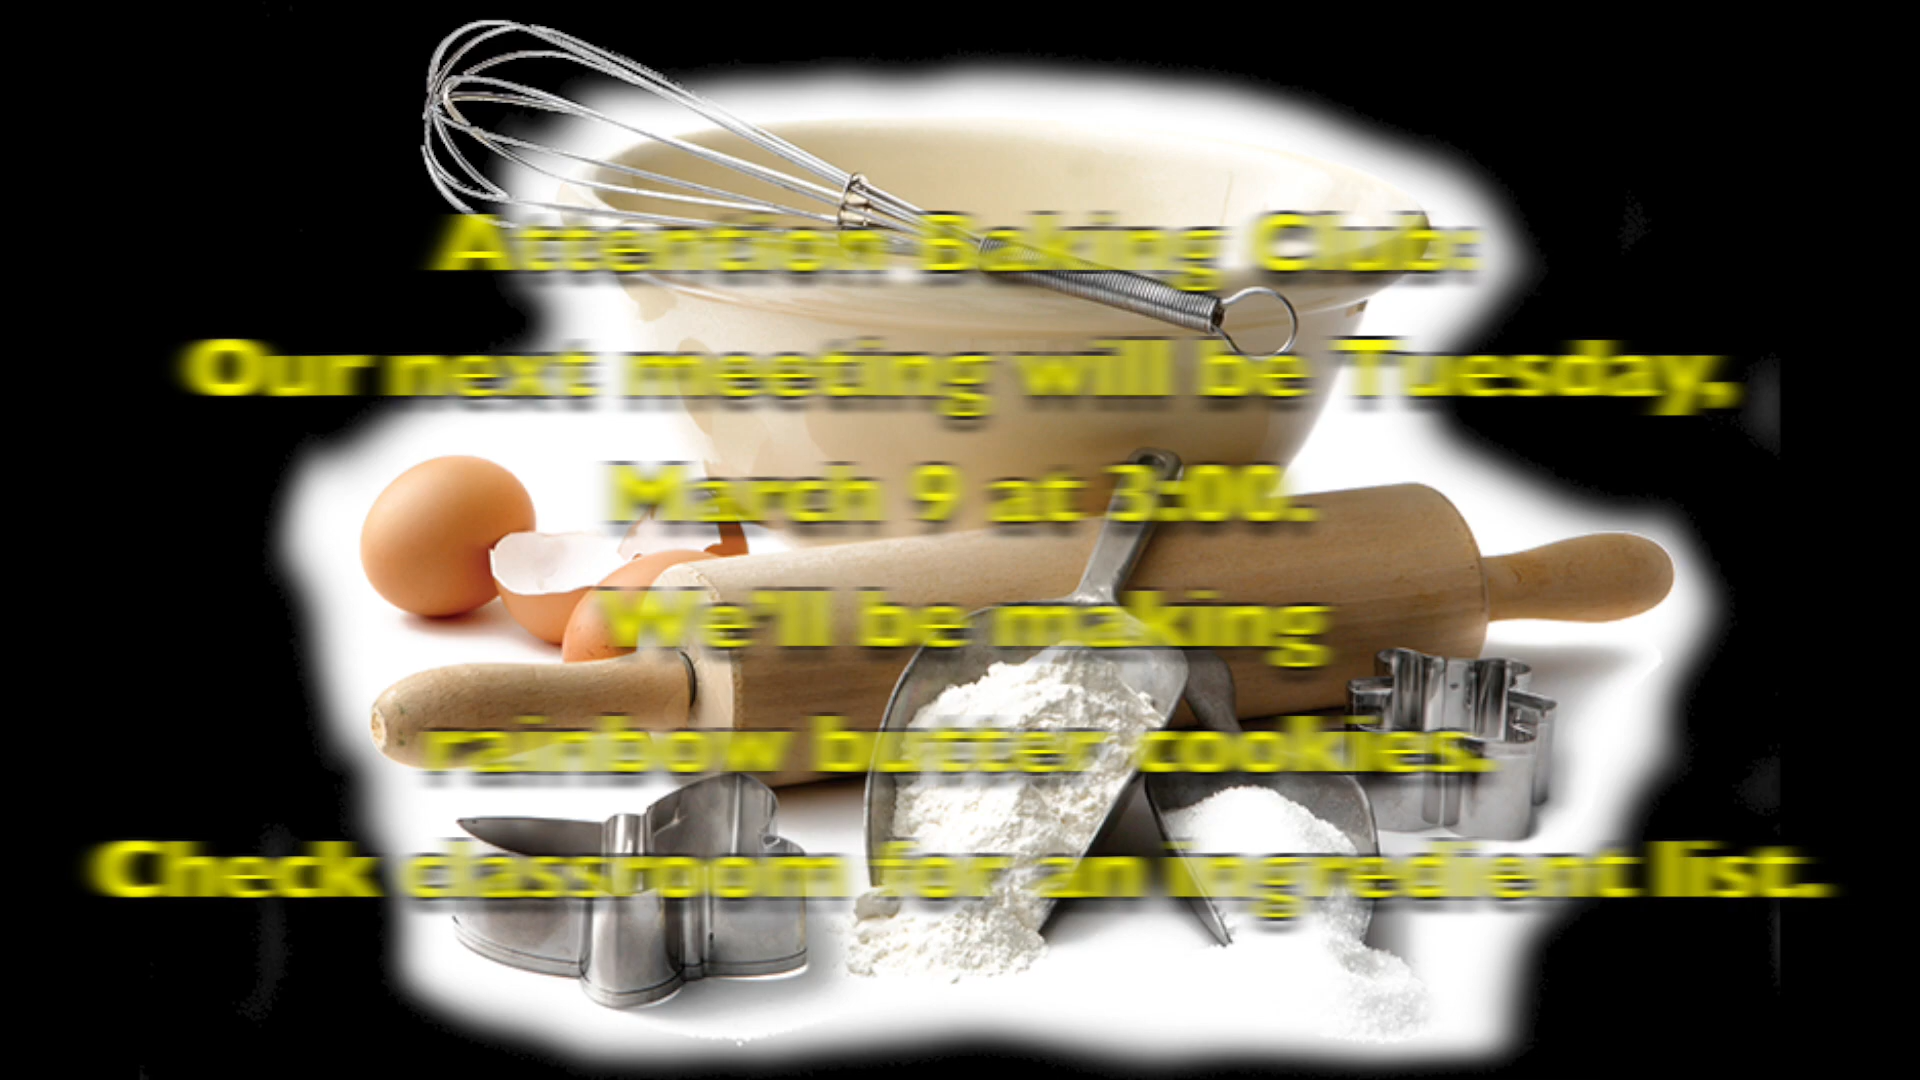 Attention Baking Club:
Our next meeting will be Tuesday,
March 9 at 3:00.
We'll be making
rainbow butter cookies.
Check classroom for an ingredient list.